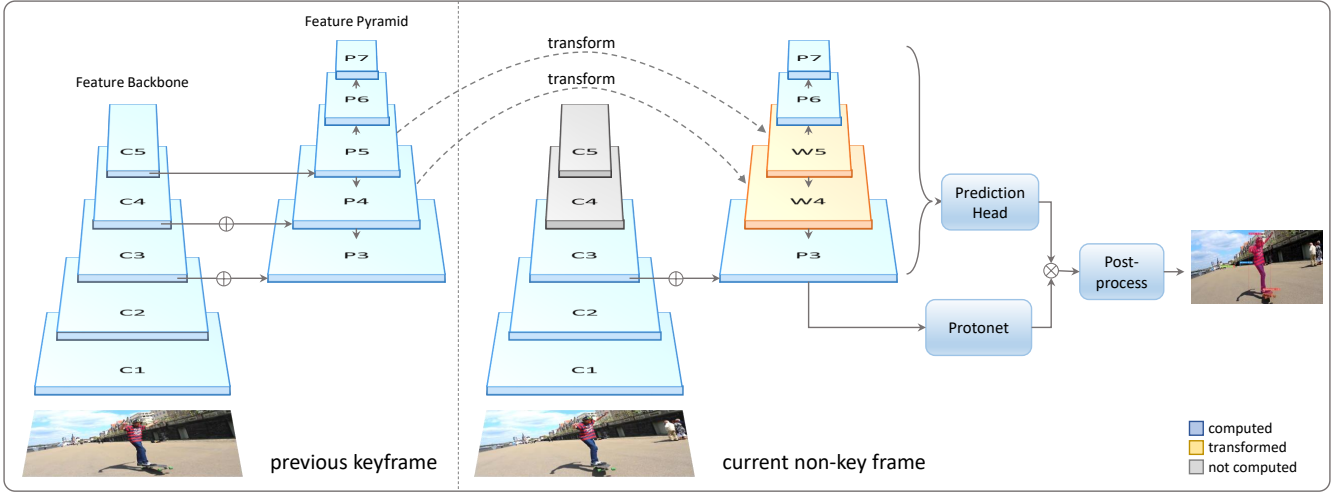 Feature Pyramid
Feature Backbone
P7
P6
P5
P4
P3
C5
C4
C3
C2
C1
previous keyframe
transform
transform
P7
P6
W5
W4
P3
C5
C4
C3
C2
C1
current non-key frame
Prediction
Head
Protonet
Post-
process
computed
transformed
not computed